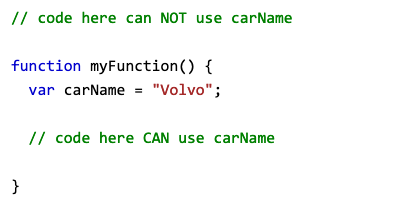 // code here can NOT use carName
function myFunction() {
  var carName = "Volvo";
  // code here CAN use carName
}